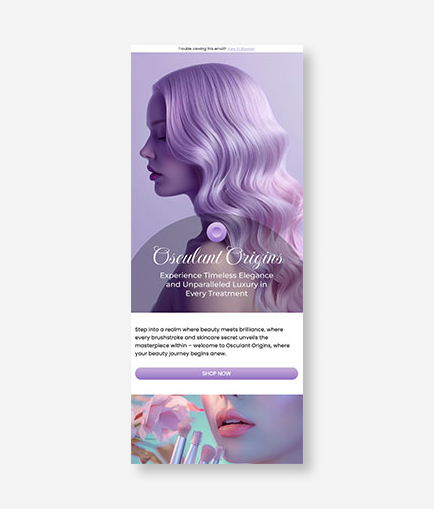 Trouble viewing this email? View in Browser
Osculant Origins
Experience Timeless Elegance
and Unparalleled Luxury in
Every Treatment
Step into a realm where beauty meets brilliance, where
every brushstroke and skincare secret unveils the
masterpiece within – welcome to Osculant Origins, where
your beauty journey begins anew.
SHOP NOW